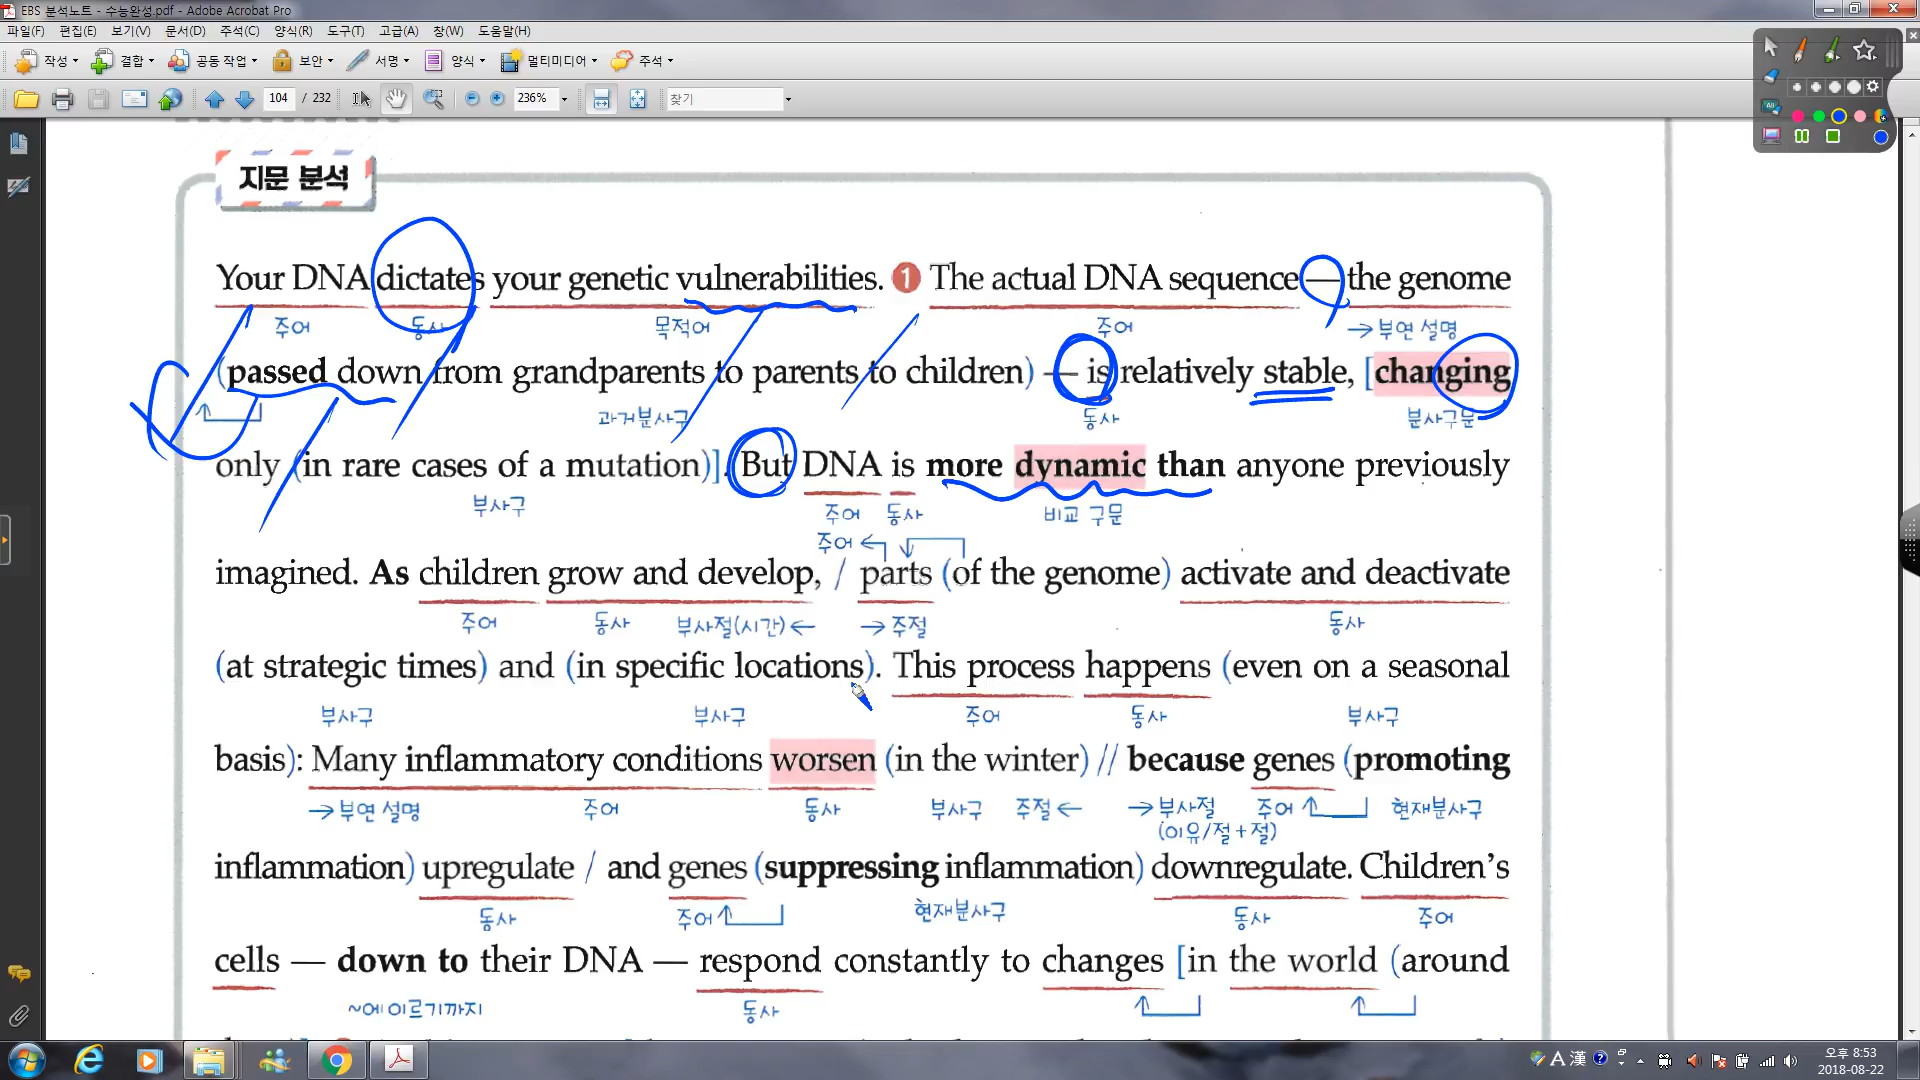 EBS 분석노트 - 수능완성.pdf - Adobe Acrobat Pro
파일(F) 편집(E) 보기(V) 문서(D) 주석(C) 양식(R) 도구(T) 고급(A) 창(W) 도움말(H)
작성 결합 공동 작업 보안 서명 양식 멀티미디어 주석
104 / 232 236% 찾기
지문 분석
Your DNA dictates your genetic vulnerabilities. 1 The actual DNA sequence — the genome
주어 동사 목적어 주어 → 부연 설명
(passed down from grandparents to parents to children) — is relatively stable, [changing
과거분사구 동사 분사구문
only (in rare cases of a mutation)]. But DNA is more dynamic than anyone previously
부사구 주어 동사 비교 구문
주어 ←
imagined. As children grow and develop, / parts (of the genome) activate and deactivate
주어 동사 부사절(시간) ← → 주절 동사
(at strategic times) and (in specific locations). This process happens (even on a seasonal
부사구 부사구 주어 동사 부사구
basis): Many inflammatory conditions worsen (in the winter) // because genes (promoting
→ 부연 설명 주어 동사 부사구 주절 ← → 부사절 주어 현재분사구
(이유/절+절)
inflammation) upregulate / and genes (suppressing inflammation) downregulate. Children's
동사 주어 현재분사구 동사 주어
cells — down to their DNA — respond constantly to changes [in the world (around
~에 이르기까지 동사
A 漢
오후 8:53
2018-08-22